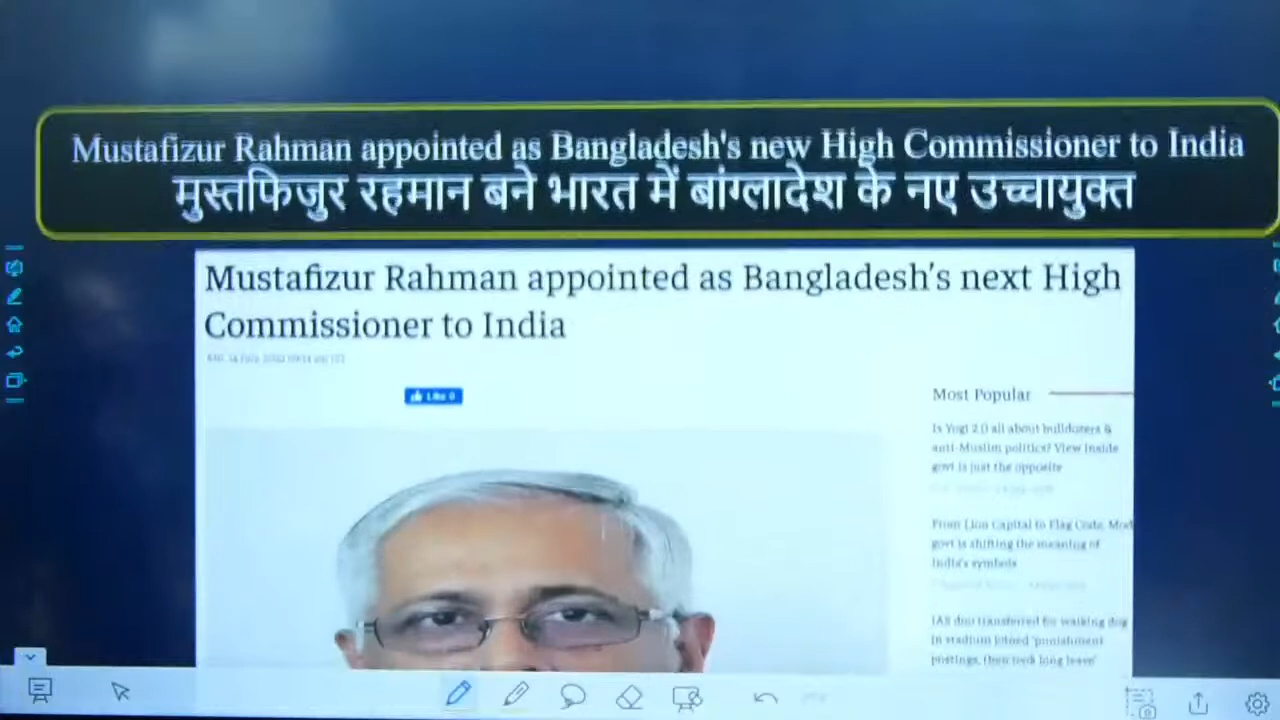 Mustafizur Rahman appointed as Bangladesh's new High Commissioner to India
मुस्तफिजुर रहमान बने भारत में बांग्लादेश के नए उच्चायुक्त
Mustafizur Rahman appointed as Bangladesh's next High
Commissioner to India
Like 0
Most Popular
Is Yogi 2.0 all about bulldozers &
anti-Muslim politics? View inside
govt is just the opposite
From Lion Capital to Flag Code, Modi
govt is shifting the meaning of
India's symbols
IAS duo transferred for walking dog
in stadium joined 'punishment
postings, then took long leave'